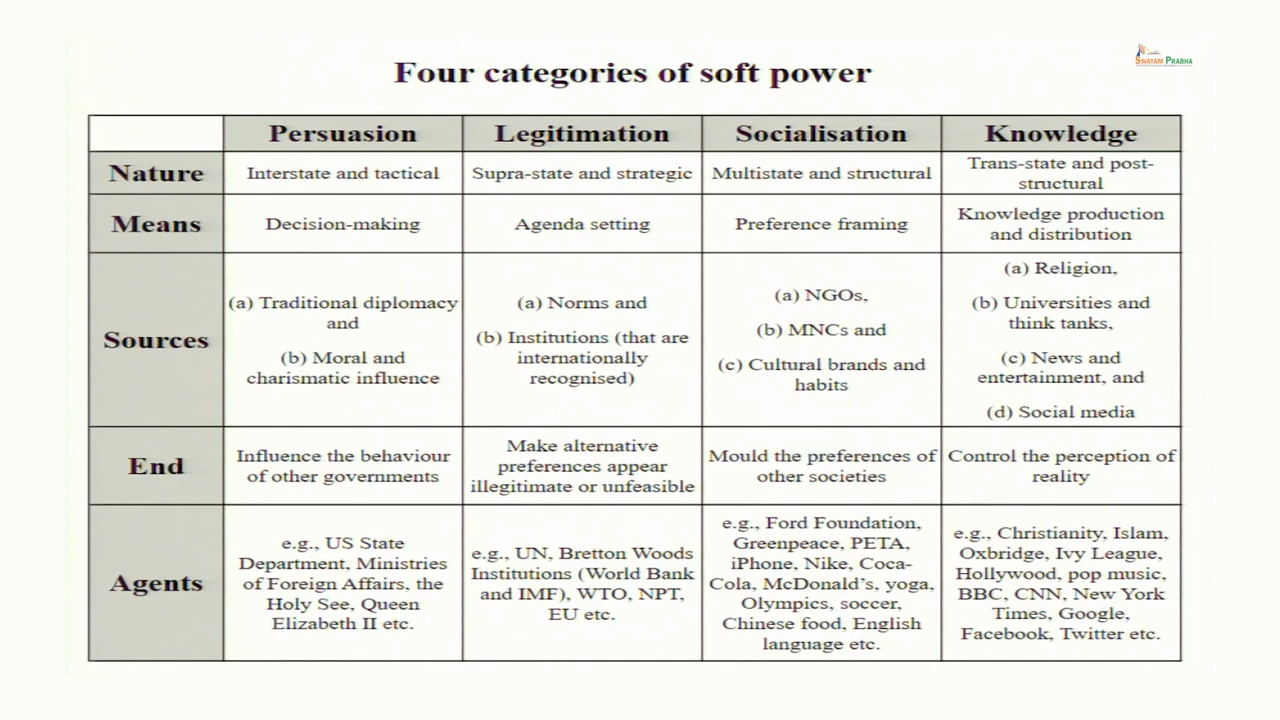 Four categories of soft power
SWAYAM PRABHA
Persuasion
Legitimation
Socialisation
Knowledge
Nature
Interstate and tactical
Supra-state and strategic
Multistate and structural
Trans-state and post-
structural
Means
Decision-making
Agenda setting
Preference framing
Knowledge production
and distribution
Sources
(a) Traditional diplomacy
and
(b) Moral and
charismatic influence
(a) Norms and
(b) Institutions (that are
internationally
recognised)
(a) NGOs,
(b) MNCs and
(c) Cultural brands and
habits
(a) Religion,
(b) Universities and
think tanks,
(c) News and
entertainment, and
(d) Social media
End
Influence the behaviour
of other governments
Make alternative
preferences appear
illegitimate or unfeasible
Mould the preferences of
other societies
Control the perception of
reality
Agents
e.g., US State
Department, Ministries
of Foreign Affairs, the
Holy See, Queen
Elizabeth II etc.
e.g., UN, Bretton Woods
Institutions (World Bank
and IMF), WTO, NPT,
EU etc.
e.g., Ford Foundation,
Greenpeace, PETA,
iPhone, Nike, Coca-
Cola, McDonald's, yoga,
Olympics, soccer,
Chinese food, English
language etc.
e.g., Christianity, Islam,
Oxbridge, Ivy League,
Hollywood, pop music,
BBC, CNN, New York
Times, Google,
Facebook, Twitter etc.